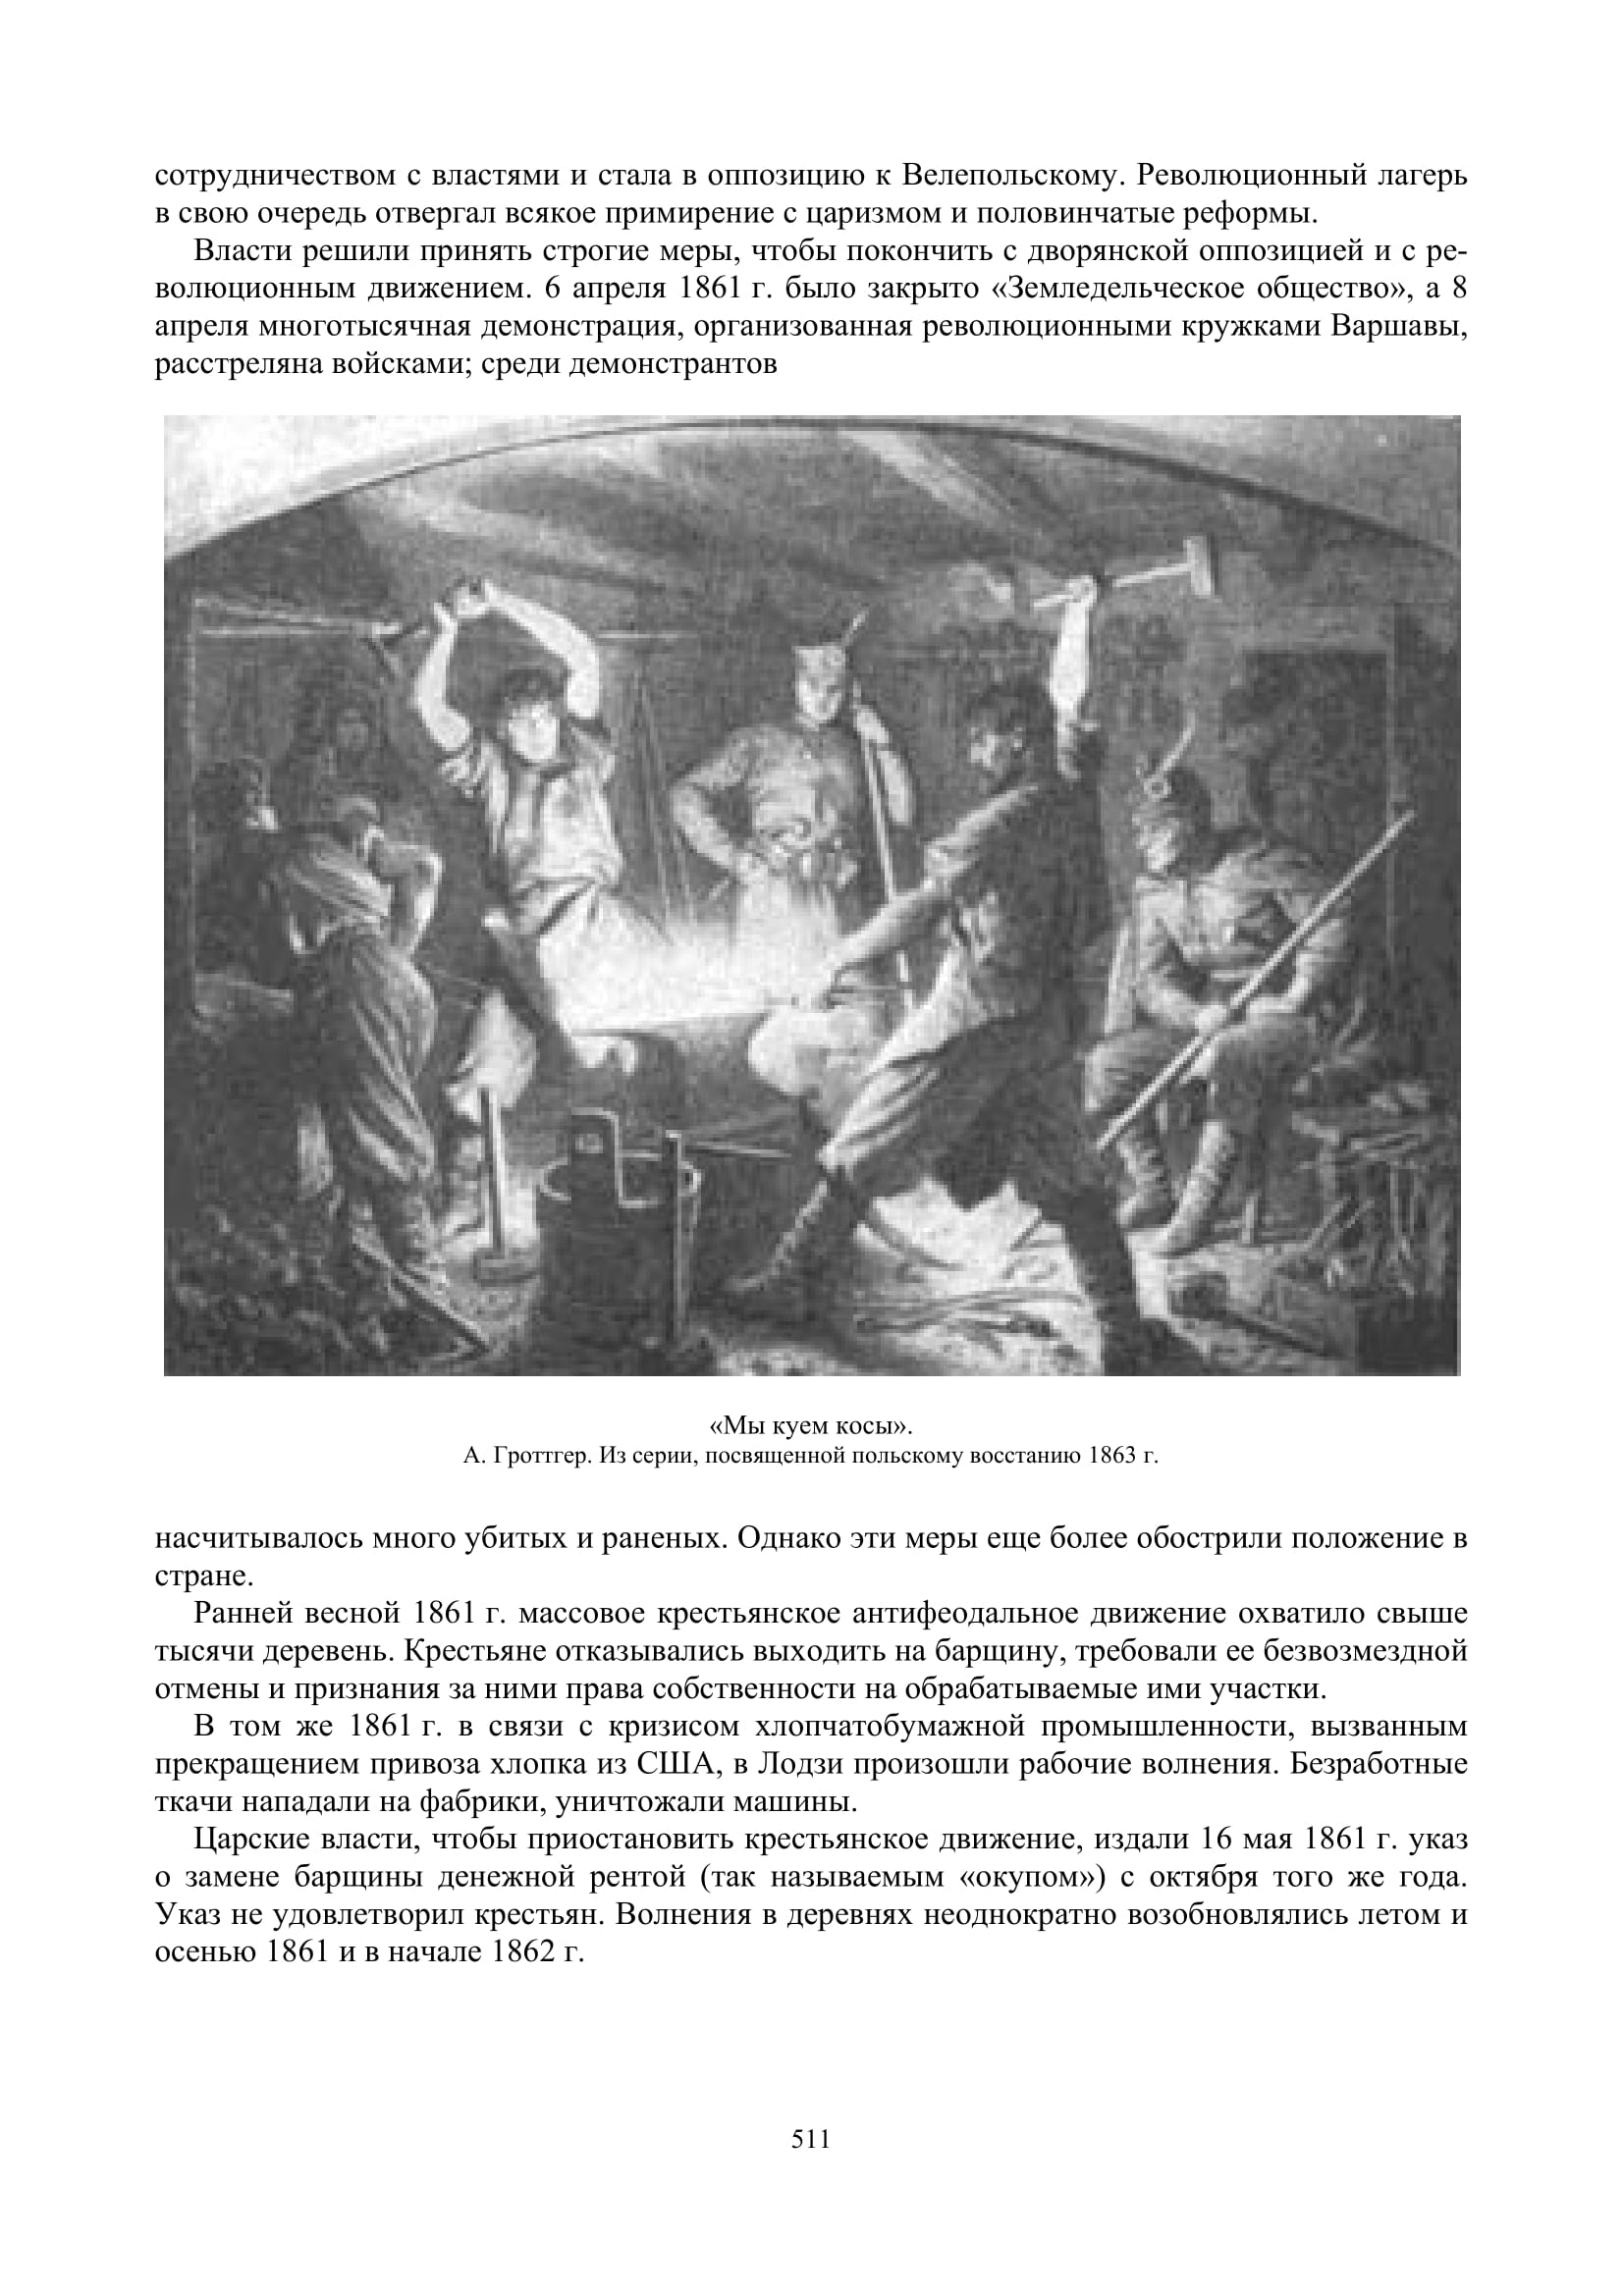 сотрудничеством с властями и стала в оппозицию к Велепольскому. Революционный лагерь
в свою очередь отвергал всякое примирение с царизмом и половинчатые реформы.
Власти решили принять строгие меры, чтобы покончить с дворянской оппозицией и с ре-
волюционным движением. 6 апреля 1861 г. было закрыто «Земледельческое общество», а 8
апреля многотысячная демонстрация, организованная революционными кружками Варшавы,
расстреляна войсками; среди демонстрантов
«Мы куем косы».
А. Гроттгер. Из серии, посвященной польскому восстанию 1863 г.
насчитывалось много убитых и раненых. Однако эти меры еще более обострили положение в
стране.
Ранней весной 1861 г. массовое крестьянское антифеодальное движение охватило свыше
тысячи деревень. Крестьяне отказывались выходить на барщину, требовали ее безвозмездной
отмены и признания за ними права собственности на обрабатываемые ими участки.
В том же 1861 г. в связи с кризисом хлопчатобумажной промышленности, вызванным
прекращением привоза хлопка из США, в Лодзи произошли рабочие волнения. Безработные
ткачи нападали на фабрики, уничтожали машины.
Царские власти, чтобы приостановить крестьянское движение, издали 16 мая 1861 г. указ
о замене барщины денежной рентой (так называемым «окупом») с октября того же года.
Указ не удовлетворил крестьян. Волнения в деревнях неоднократно возобновлялись летом и
осенью 1861 и в начале 1862 г.
511